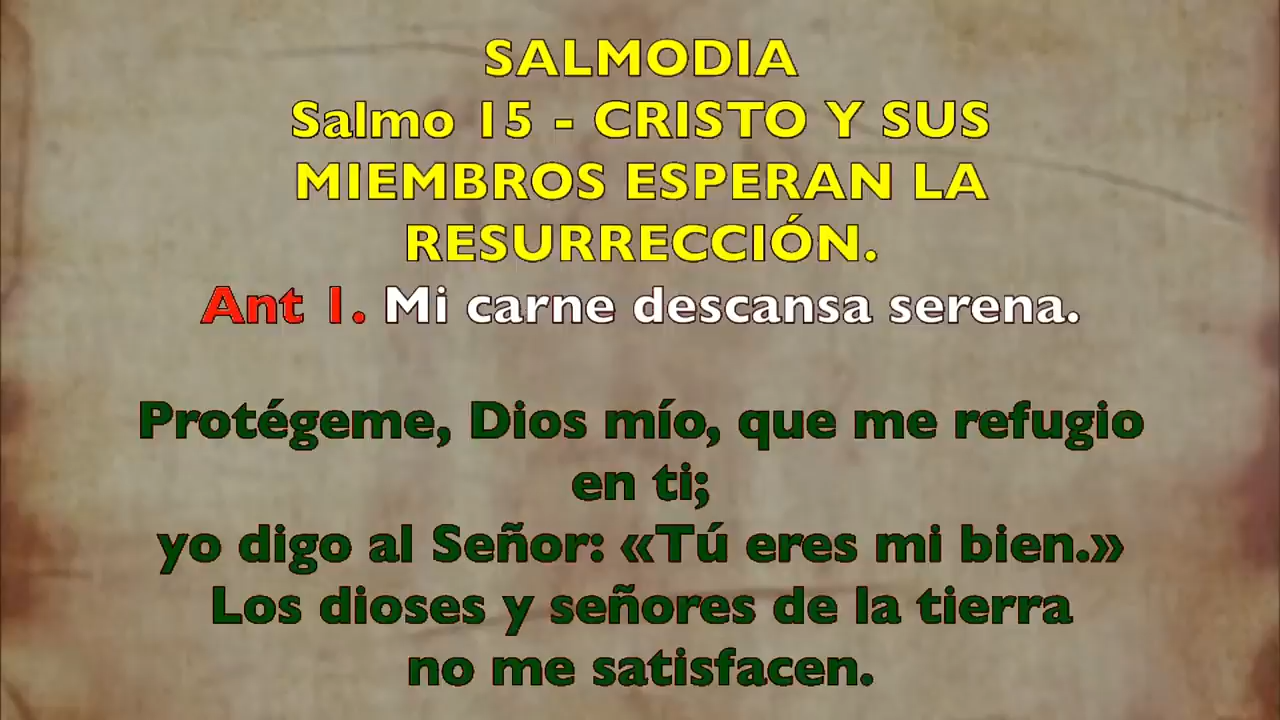 SALMODIA
Salmo 15 - CRISTO Y SUS
MIEMBROS ESPERAN LA
RESURRECCIÓN.
Ant 1. Mi carne descansa serena.
Protégeme, Dios mío, que me refugio
en ti;
yo digo al Señor: «Tú eres mi bien.»
Los dioses y señores de la tierra
no me satisfacen.